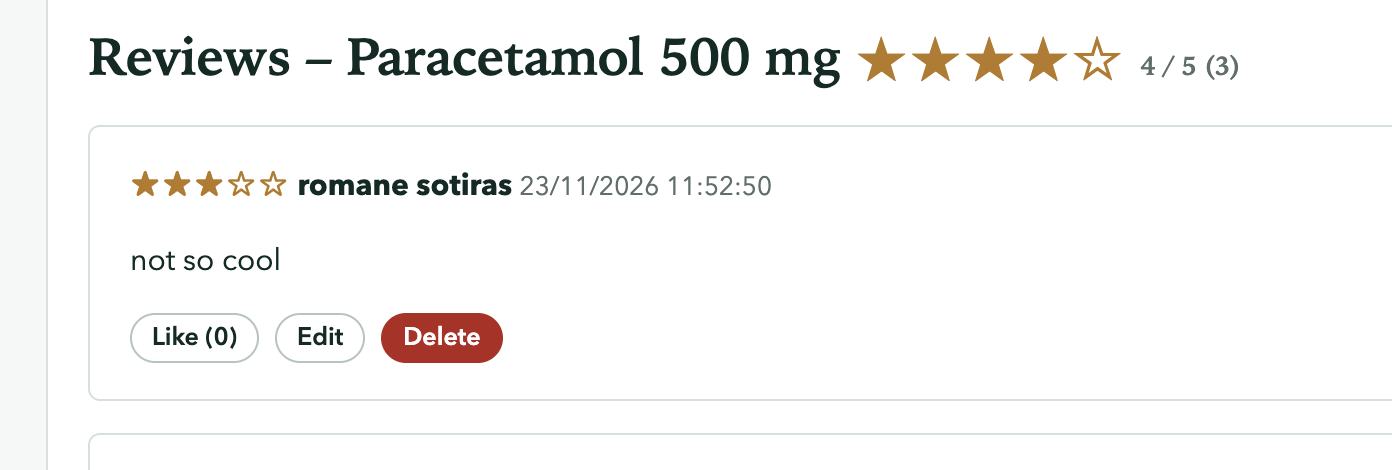 Reviews – Paracetamol 500 mg ★★★★☆ 4 / 5 (3)
★★★☆☆ romane sotiras 23/11/2026 11:52:50
not so cool
Like (0) Edit Delete